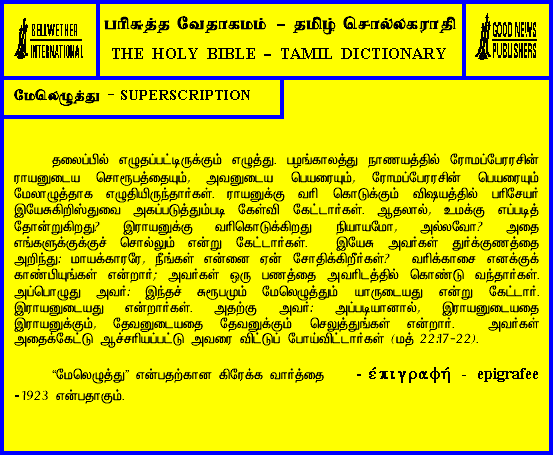 BELLWETHER
INTERNATIONAL
பரிசுத்த வேதாகமம் – தமிழ் சொல்லகராதி
THE HOLY BIBLE – TAMIL DICTIONARY
GOOD NEWS
PUBLISHERS
மேலெழுத்து – SUPERSCRIPTION
தலைப்பில் எழுதப்பட்டிருக்கும் எழுத்து. பழங்காலத்து நாணயத்தில் ரோமப்பேரரசின்
ராயனுடைய சொரூபத்தையும், அவனுடைய பெயரையும், ரோமப்பேரரசின் பெயரையும்
மேலாழுத்தாக எழுதியிருந்தார்கள். ராயனுக்கு வரி கொடுக்கும் விஷயத்தில் பரிசேயர்
இயேசுகிறிஸ்துவை அகப்படுத்தும்படி கேள்வி கேட்டார்கள். ஆதலால், உமக்கு எப்படித்
தோன்றுகிறது? இராயனுக்கு வரிகொடுக்கிறது நியாயமோ, அல்லவோ? அதை
எங்களுக்குக்குச் சொல்லும் என்று கேட்டார்கள். இயேசு அவர்கள் துர்க்குணத்தை
அறிந்து: மாயக்காரரே, நீங்கள் என்னை ஏன் சோதிக்கிறீர்கள்? வரிக்காசை எனக்குக்
காண்பியுங்கள் என்றார்; அவர்கள் ஒரு பணத்தை அவரிடத்தில் கொண்டு வந்தார்கள்.
அப்பொழுது அவர்: இந்தச் சுரூபமும் மேலெழுத்தும் யாருடையது என்று கேட்டார்.
இராயனுடையது என்றார்கள். அதற்கு அவர்: அப்படியானால், இராயனுடையதை
இராயனுக்கும், தேவனுடையதை தேவனுக்கும் செலுத்துங்கள் என்றார். அவர்கள்
அதைக்கேட்டு ஆச்சரியப்பட்டு அவரை விட்டுப் போய்விட்டார்கள் (மத் 22:17-22).
“மேலெழுத்து” என்பதற்கான கிரேக்க வார்த்தை - ἐπιγραφή - epigrafee
-1923 என்பதாகும்.